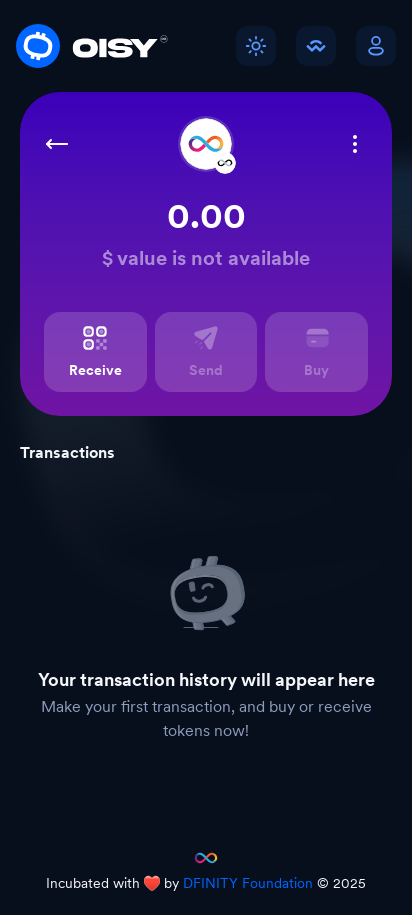 OISY
0.00
$ value is not available
Receive
Send
Buy
Transactions
Your transaction history will appear here
Make your first transaction, and buy or receive
tokens now!
Incubated with ❤️ by DFINITY Foundation © 2025